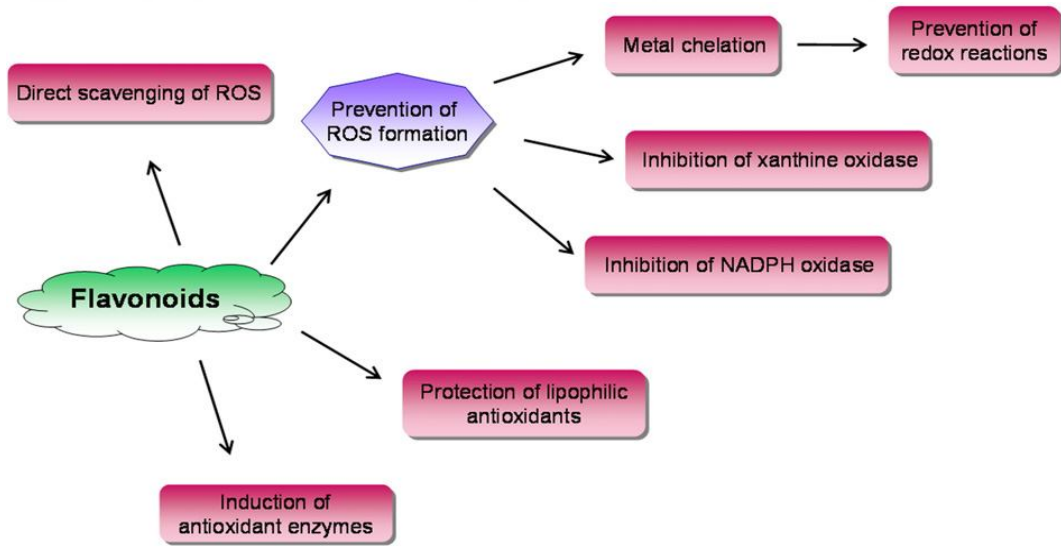 Metal chelation
Prevention of
redox reactions
Direct scavenging of ROS
Prevention of
ROS formation
Inhibition of xanthine oxidase
Inhibition of NADPH oxidase
Flavonoids
Protection of lipophilic
antioxidants
Induction of
antioxidant enzymes